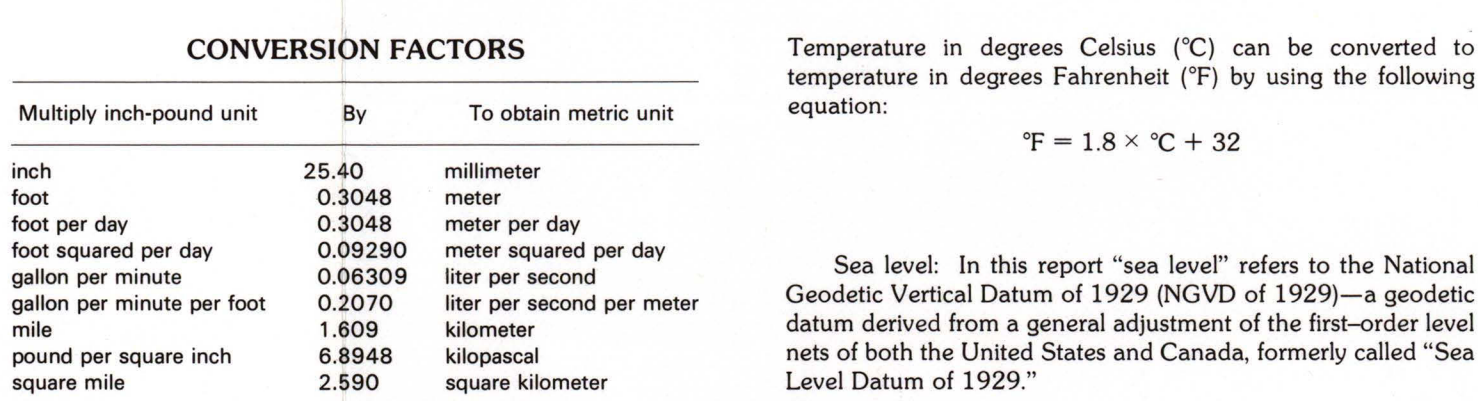 CONVERSION FACTORS
Multiply inch-pound unit By To obtain metric unit
inch 25.40 millimeter
foot 0.3048 meter
foot per day 0.3048 meter per day
foot squared per day 0.09290 meter squared per day
gallon per minute 0.06309 liter per second
gallon per minute per foot 0.2070 liter per second per meter
mile 1.609 kilometer
pound per square inch 6.8948 kilopascal
square mile 2.590 square kilometer
Temperature in degrees Celsius (°C) can be converted to
temperature in degrees Fahrenheit (°F) by using the following
equation:
°F = 1.8 × °C + 32
Sea level: In this report “sea level” refers to the National
Geodetic Vertical Datum of 1929 (NGVD of 1929)—a geodetic
datum derived from a general adjustment of the first–order level
nets of both the United States and Canada, formerly called “Sea
Level Datum of 1929.”